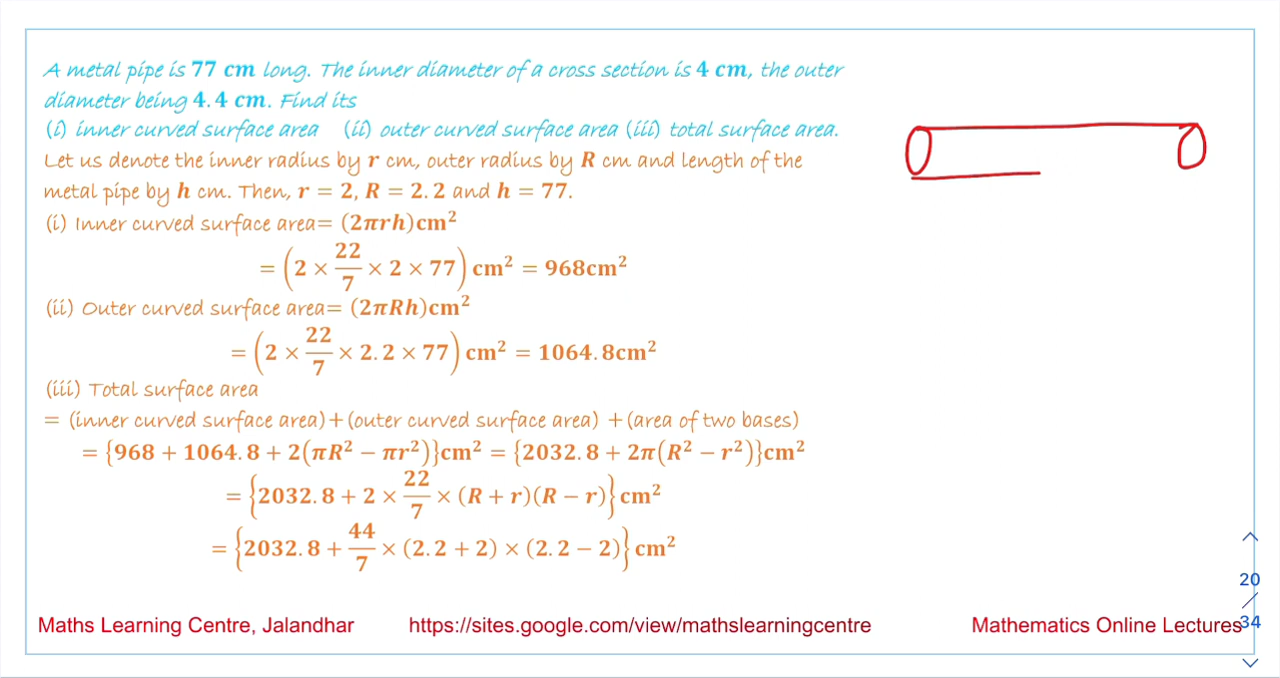 A metal pipe is 77 cm long. The inner diameter of a cross section is 4 cm, the outer
diameter being 4.4 cm. Find its
(i) inner curved surface area (ii) outer curved surface area (iii) total surface area.
Let us denote the inner radius by r cm, outer radius by R cm and length of the
metal pipe by h cm. Then, r = 2, R = 2.2 and h = 77.
(i) Inner curved surface area= (2πrh)cm²
= (2 × 22/7 × 2 × 77) cm² = 968cm²
(ii) Outer curved surface area= (2πRh)cm²
= (2 × 22/7 × 2.2 × 77) cm² = 1064.8cm²
(iii) Total surface area
= (inner curved surface area)+(outer curved surface area) +(area of two bases)
= {968 + 1064.8 + 2(πR² − πr²)}cm² = {2032.8 + 2π(R² − r²)}cm²
= {2032.8 + 2 × 22/7 × (R + r)(R − r)} cm²
= {2032.8 + 44/7 × (2.2 + 2) × (2.2 − 2)} cm²
20
/
34
Maths Learning Centre, Jalandhar https://sites.google.com/view/mathslearningcentre Mathematics Online Lectures